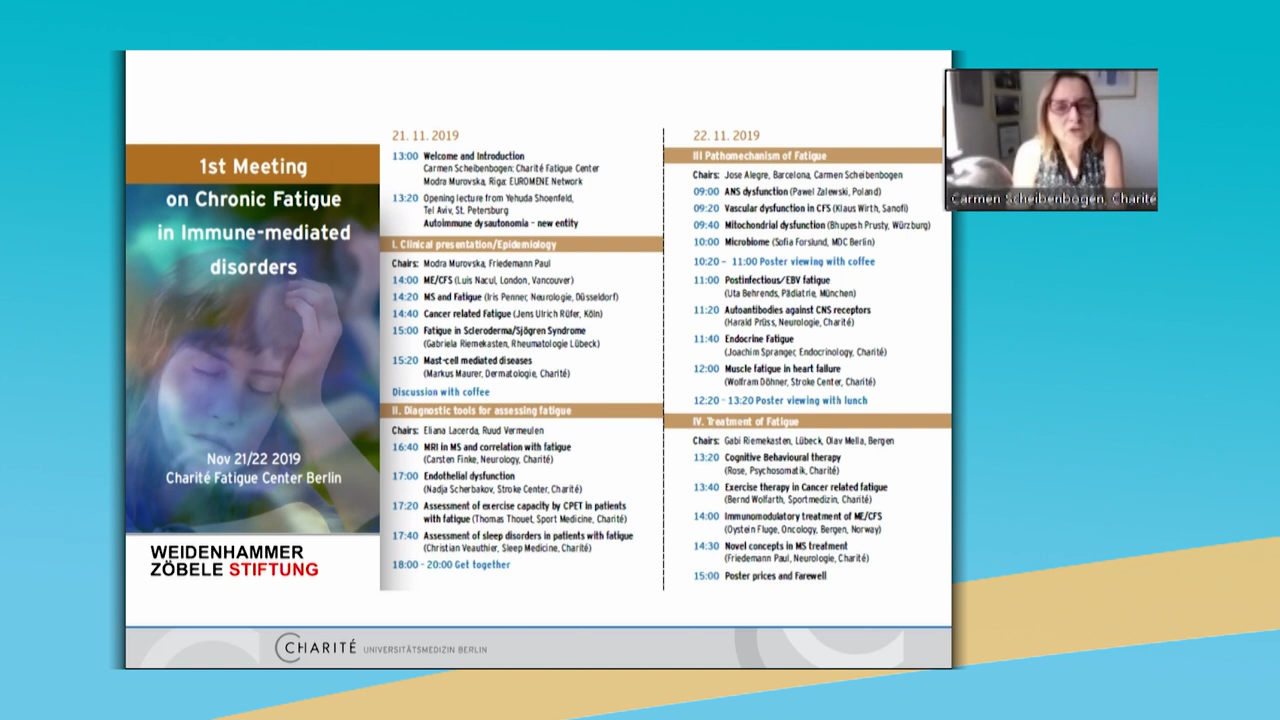 1st Meeting
on Chronic Fatigue
in Immune-mediated
disorders
Nov 21/22 2019
Charité Fatigue Center Berlin
WEIDENHAMMER
ZÖBELE STIFTUNG
21. 11. 2019
13:00 Welcome and Introduction
Carmen Scheibenbogen: Charité Fatigue Center
Modra Murovska, Riga: EUROMENE Network
13:20 Opening lecture from Yehuda Shoenfeld,
Tel Aviv, St. Petersburg
Autoimmune dysautonomia – new entity
I. Clinical presentation/Epidemiology
Chairs: Modra Murovska, Friedemann Paul
14:00 ME/CFS (Luis Nacul, London, Vancouver)
14:20 MS and Fatigue (Iris Penner, Neurologie, Düsseldorf)
14:40 Cancer related Fatigue (Jens Ulrich Rüfer, Köln)
15:00 Fatigue in Scleroderma/Sjögren Syndrome
(Gabriela Riemekasten, Rheumatologie Lübeck)
15:20 Mast-cell mediated diseases
(Markus Maurer, Dermatologie, Charité)
Discussion with coffee
II. Diagnostic tools for assessing fatigue
Chairs: Eliana Lacerda, Ruud Vermeulen
16:40 MRI in MS and correlation with fatigue
(Carsten Finke, Neurology, Charité)
17:00 Endothelial dysfunction
(Nadja Scherbakov, Stroke Center, Charité)
17:20 Assessment of exercise capacity by CPET in patients
with fatigue (Thomas Thouet, Sport Medicine, Charité)
17:40 Assessment of sleep disorders in patients with fatigue
(Christian Veauthier, Sleep Medicine, Charité)
18:00 - 20:00 Get together
22. 11. 2019
III Pathomechanism of Fatigue
Chairs: Jose Alegre, Barcelona, Carmen Scheibenbogen
09:00 ANS dysfunction (Pawel Zalewski, Poland)
09:20 Vascular dysfunction in CFS (Klaus Wirth, Sanofi)
09:40 Mitochondrial dysfunction (Bhupesh Prusty, Würzburg)
10:00 Microbiome (Sofia Forslund, MDC Berlin)
10:20 – 11:00 Poster viewing with coffee
11:00 Postinfectious/EBV fatigue
(Uta Behrends, Pädiatrie, München)
11:20 Autoantibodies against CNS receptors
(Harald Prüss, Neurologie, Charité)
11:40 Endocrine Fatigue
(Joachim Spranger, Endocrinology, Charité)
12:00 Muscle fatigue in heart failure
(Wolfram Döhner, Stroke Center, Charité)
12:20 - 13:20 Poster viewing with lunch
IV. Treatment of Fatigue
Chairs: Gabi Riemekasten, Lübeck, Olav Mella, Bergen
13:20 Cognitive Behavioural therapy
(Rose, Psychosomatik, Charité)
13:40 Exercise therapy in Cancer related fatigue
(Bernd Wolfarth, Sportmedizin, Charité)
14:00 Immunomodulatory treatment of ME/CFS
(Oystein Fluge, Oncology, Bergen, Norway)
14:30 Novel concepts in MS treatment
(Friedemann Paul, Neurologie, Charité)
15:00 Poster prices and Farewell
Carmen Scheibenbogen, Charité
CHARITÉ UNIVERSITÄTSMEDIZIN BERLIN